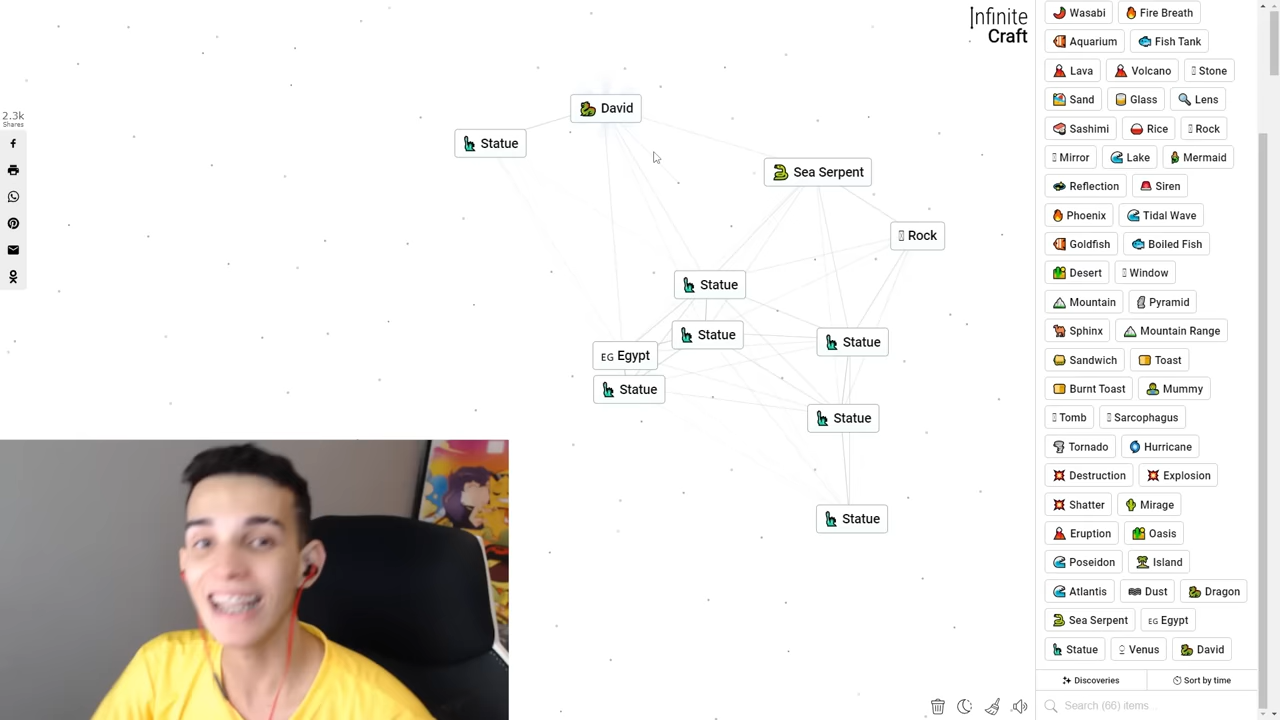 Infinite
Craft
2.3k
Shares
David
Statue
Sea Serpent
Rock
Statue
Statue
Statue
EG Egypt
Statue
Statue
Statue
Wasabi
Fire Breath
Aquarium
Fish Tank
Lava
Volcano
Stone
Sand
Glass
Lens
Sashimi
Rice
Rock
Mirror
Lake
Mermaid
Reflection
Siren
Phoenix
Tidal Wave
Goldfish
Boiled Fish
Desert
Window
Mountain
Pyramid
Sphinx
Mountain Range
Sandwich
Toast
Burnt Toast
Mummy
Tomb
Sarcophagus
Tornado
Hurricane
Destruction
Explosion
Shatter
Mirage
Eruption
Oasis
Poseidon
Island
Atlantis
Dust
Dragon
Sea Serpent
EG Egypt
Statue
Venus
David
Discoveries
Sort by time
Search (66) items...